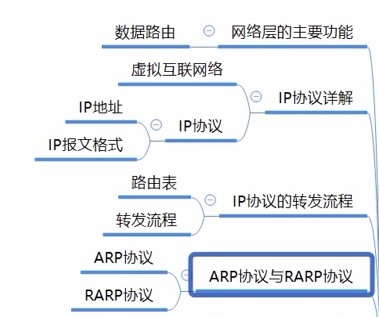 数据路由
网络层的主要功能
虚拟互联网络
IP协议详解
IP地址
IP协议
IP报文格式
路由表
IP协议的转发流程
转发流程
ARP协议
ARP协议与RARP协议
RARP协议